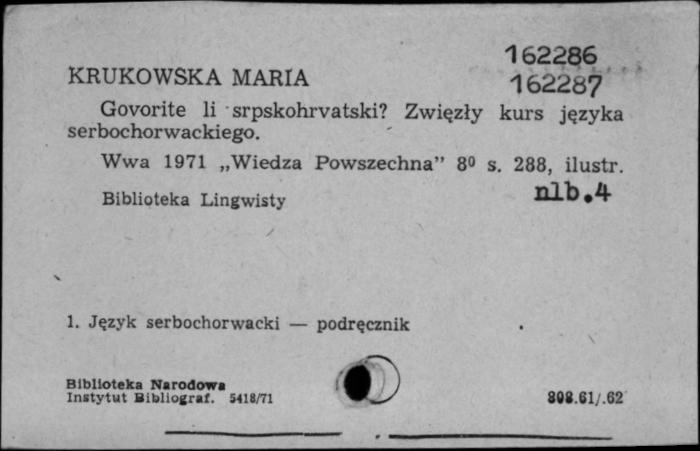 162286
KRUKOWSKA MARIA
162287
Govorite li srpskohrvatski? Zwięzły kurs języka
serbochorwackiego.
Wwa 1971 „Wiedza Powszechna” 8⁰ s. 288, ilustr.
nlb.4
Biblioteka Lingwisty
1. Język serbochorwacki — podręcznik
Biblioteka Narodowa
Instytut Bibliograf. 5418/71
808.61/.62